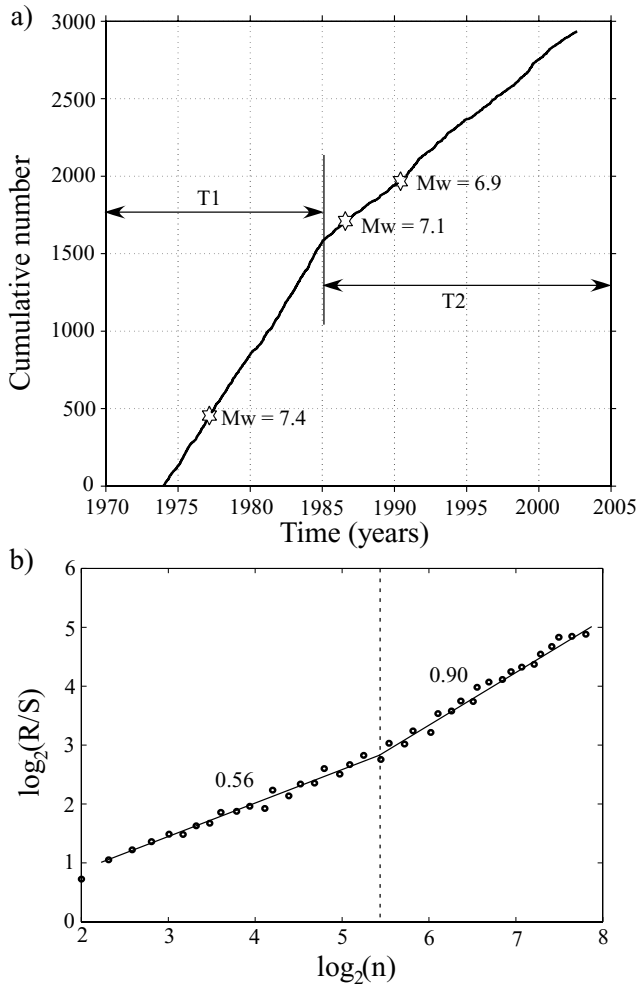 a)
Cumulative number
3000
2500
2000
1500
1000
500
0
T1
Mw = 6.9
Mw = 7.1
T2
Mw = 7.4
1970 1975 1980 1985 1990 1995 2000 2005
Time (years)
b)
log₂(R/S)
6
5
4
3
2
1
0
0.90
0.56
2 3 4 5 6 7 8
log₂(n)